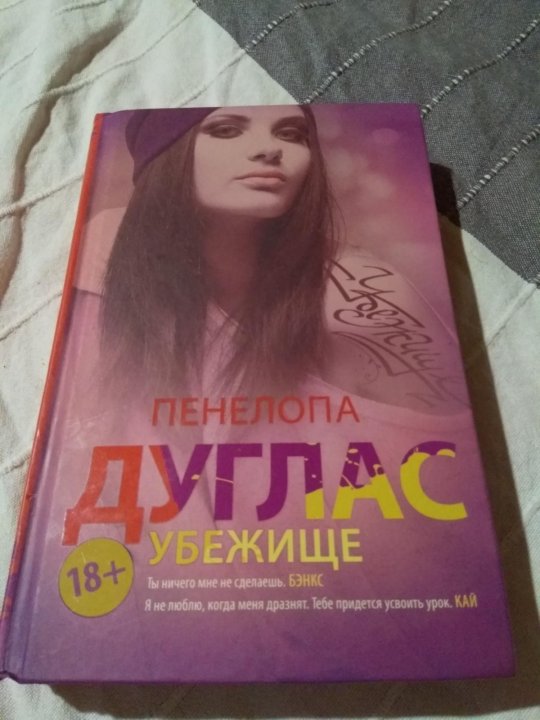 Убежище
ПЕНЕЛОПА
ДУГЛАС
УБЕЖИЩЕ
18+
Ты ничего мне не сделаешь. БЭНКС
Я не люблю, когда меня дразнят. Тебе придется усвоить урок. КАЙ